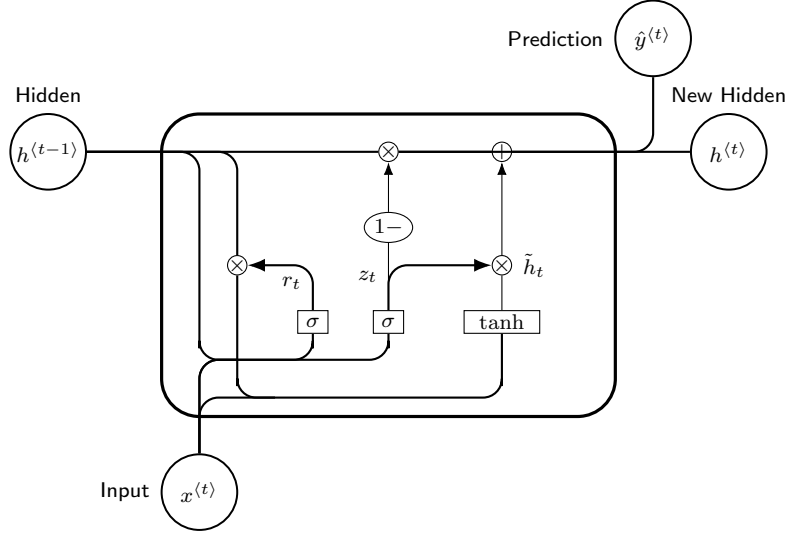 Prediction
ŷ⟨t⟩
Hidden
New Hidden
h⟨t−1⟩
×
+
h⟨t⟩
1−
×
r_t
z_t
×
h̃_t
σ
σ
tanh
Input
x⟨t⟩